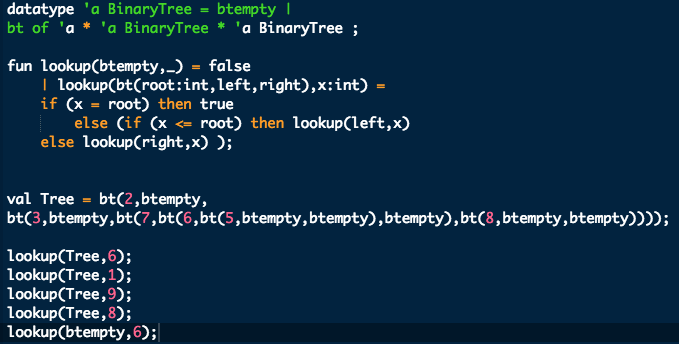 datatype 'a BinaryTree = btempty |
bt of 'a * 'a BinaryTree * 'a BinaryTree ;
fun lookup(btempty,_) = false
| lookup(bt(root:int,left,right),x:int) =
if (x = root) then true
else (if (x <= root) then lookup(left,x)
else lookup(right,x) );
val Tree = bt(2,btempty,
bt(3,btempty,bt(7,bt(6,bt(5,btempty,btempty),btempty),bt(8,btempty,btempty))));
lookup(Tree,6);
lookup(Tree,1);
lookup(Tree,9);
lookup(Tree,8);
lookup(btempty,6);